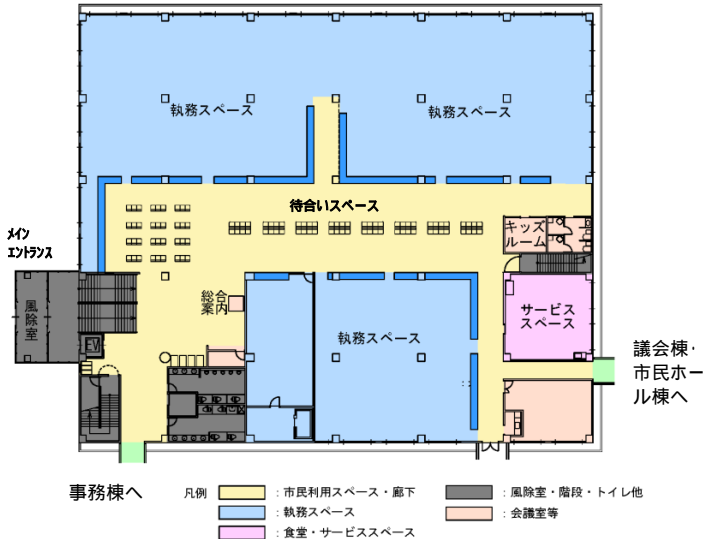 執務スペース
執務スペース
待合いスペース
メイン
エントランス
キッズ
ルーム
風除室
総合
案内
サービス
スペース
EV
執務スペース
議会棟・
市民ホー
ル棟へ
事務棟へ
凡例
：市民利用スペース・廊下
：風除室・階段・トイレ他
：執務スペース
：会議室等
：食堂・サービススペース